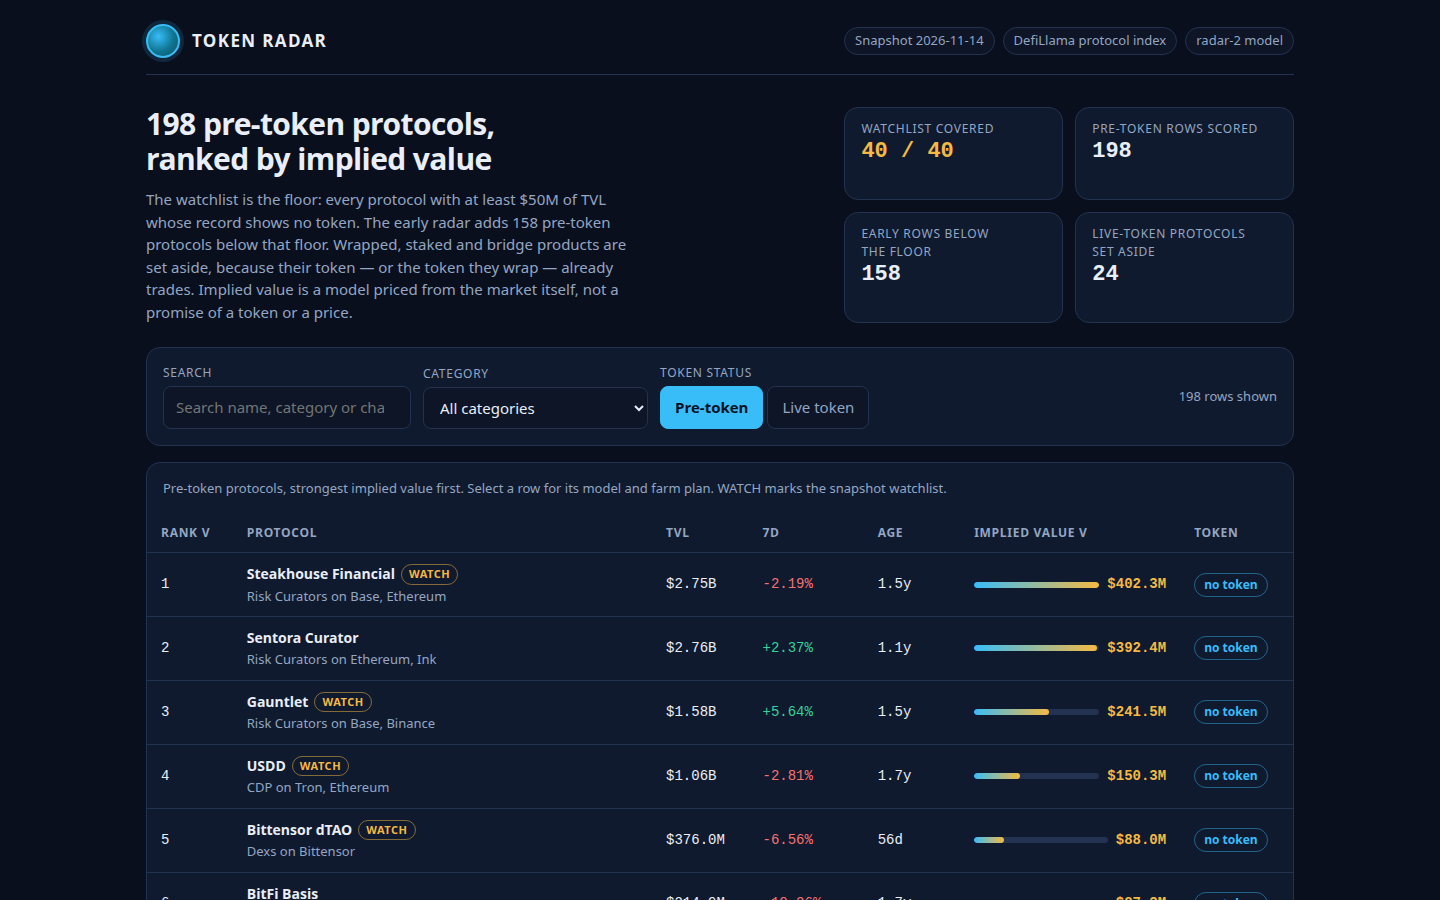 TOKEN RADAR
Snapshot 2026-11-14
DefiLlama protocol index
radar-2 model
198 pre-token protocols,
ranked by implied value
The watchlist is the floor: every protocol with at least $50M of TVL
whose record shows no token. The early radar adds 158 pre-token
protocols below that floor. Wrapped, staked and bridge products are
set aside, because their token — or the token they wrap — already
trades. Implied value is a model priced from the market itself, not a
promise of a token or a price.
WATCHLIST COVERED
40 / 40
PRE-TOKEN ROWS SCORED
198
EARLY ROWS BELOW
THE FLOOR
158
LIVE-TOKEN PROTOCOLS
SET ASIDE
24
SEARCH
Search name, category or cha
CATEGORY
All categories
TOKEN STATUS
Pre-token
Live token
198 rows shown
Pre-token protocols, strongest implied value first. Select a row for its model and farm plan. WATCH marks the snapshot watchlist.
RANK V PROTOCOL TVL 7D AGE IMPLIED VALUE V TOKEN
1 Steakhouse Financial WATCH $2.75B -2.19% 1.5y $402.3M no token
Risk Curators on Base, Ethereum
2 Sentora Curator $2.76B +2.37% 1.1y $392.4M no token
Risk Curators on Ethereum, Ink
3 Gauntlet WATCH $1.58B +5.64% 1.5y $241.5M no token
Risk Curators on Base, Binance
4 USDD WATCH $1.06B -2.81% 1.7y $150.3M no token
CDP on Tron, Ethereum
5 Bittensor dTAO WATCH $376.0M -6.56% 56d $88.0M no token
Dexs on Bittensor
BitFi Basis